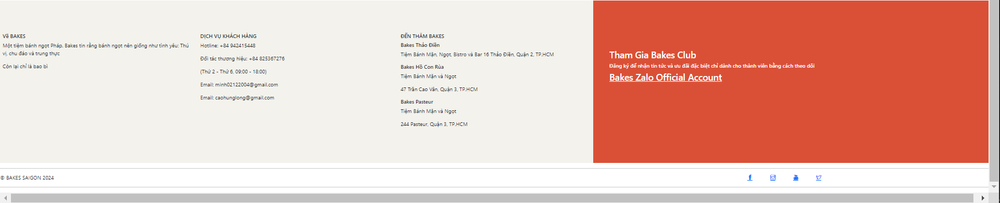 Về BAKES
Một tiệm bánh ngọt Pháp. Bakes tin rằng bánh ngọt nên giống như tình yêu: Thú
vị, chu đáo và trung thực
Còn lại chỉ là bao bì
DỊCH VỤ KHÁCH HÀNG
Hotline: +84 942415448
Đối tác thương hiệu: +84 825367276
(Thứ 2 - Thứ 6, 09:00 - 18:00)
Email: minh02122004@gmail.com
Email: caohunglong@gmail.com
ĐẾN THĂM BAKES
Bakes Thảo Điền
Tiệm Bánh Mặn, Ngọt, Bistro và Bar 16 Thảo Điền, Quận 2, TP.HCM
Bakes Hồ Con Rùa
Tiệm Bánh Mặn và Ngọt
47 Trần Cao Vân, Quận 3, TP.HCM
Bakes Pasteur
Tiệm Bánh Mặn và Ngọt
244 Pasteur, Quận 3, TP.HCM
Tham Gia Bakes Club
Đăng ký để nhận tin tức và ưu đãi đặc biệt chỉ dành cho thành viên bằng cách theo dõi
Bakes Zalo Official Account
© BAKES SAIGON 2024